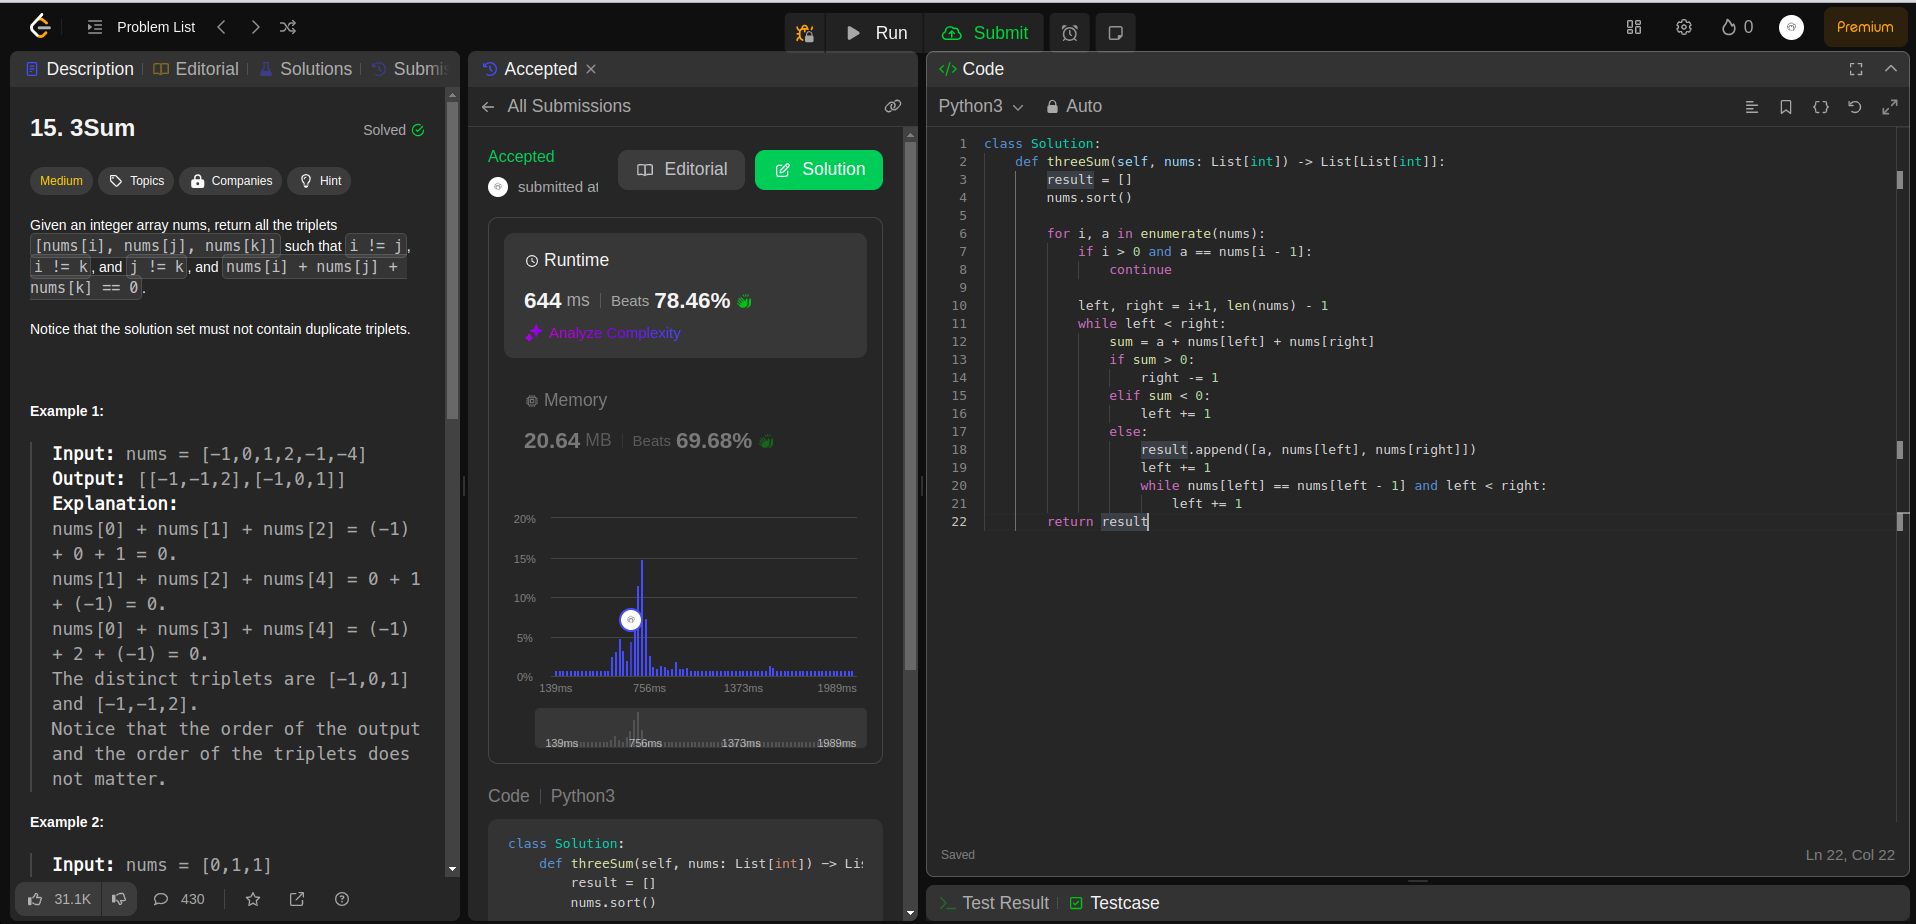 Problem List
Run
Submit
0
Premium
Description
Editorial
Solutions
Submis
15. 3Sum
Solved
Medium
Topics
Companies
Hint
Given an integer array nums, return all the triplets
[nums[i], nums[j], nums[k]] such that i != j,
i != k, and j != k, and nums[i] + nums[j] +
nums[k] == 0.
Notice that the solution set must not contain duplicate triplets.
Example 1:
Input: nums = [-1,0,1,2,-1,-4]
Output: [[-1,-1,2],[-1,0,1]]
Explanation:
nums[0] + nums[1] + nums[2] = (-1)
+ 0 + 1 = 0.
nums[1] + nums[2] + nums[4] = 0 + 1
+ (-1) = 0.
nums[0] + nums[3] + nums[4] = (-1)
+ 2 + (-1) = 0.
The distinct triplets are [-1,0,1]
and [-1,-1,2].
Notice that the order of the output
and the order of the triplets does
not matter.
Example 2:
Input: nums = [0,1,1]
31.1K
430
Accepted
All Submissions
Accepted
submitted at
Editorial
Solution
Runtime
644 ms | Beats 78.46%
Analyze Complexity
Memory
20.64 MB | Beats 69.68%
20%
15%
10%
5%
0%
139ms 756ms 1373ms 1989ms
139ms 756ms 1373ms 1989ms
Code | Python3
class Solution:
def threeSum(self, nums: List[int]) -> Lis
result = []
nums.sort()
</> Code
Python3
Auto
1 class Solution:
2 def threeSum(self, nums: List[int]) -> List[List[int]]:
3 result = []
4 nums.sort()
5
6 for i, a in enumerate(nums):
7 if i > 0 and a == nums[i - 1]:
8 continue
9
10 left, right = i+1, len(nums) - 1
11 while left < right:
12 sum = a + nums[left] + nums[right]
13 if sum > 0:
14 right -= 1
15 elif sum < 0:
16 left += 1
17 else:
18 result.append([a, nums[left], nums[right]])
19 left += 1
20 while nums[left] == nums[left - 1] and left < right:
21 left += 1
22 return result
Saved
Ln 22, Col 22
Test Result
Testcase